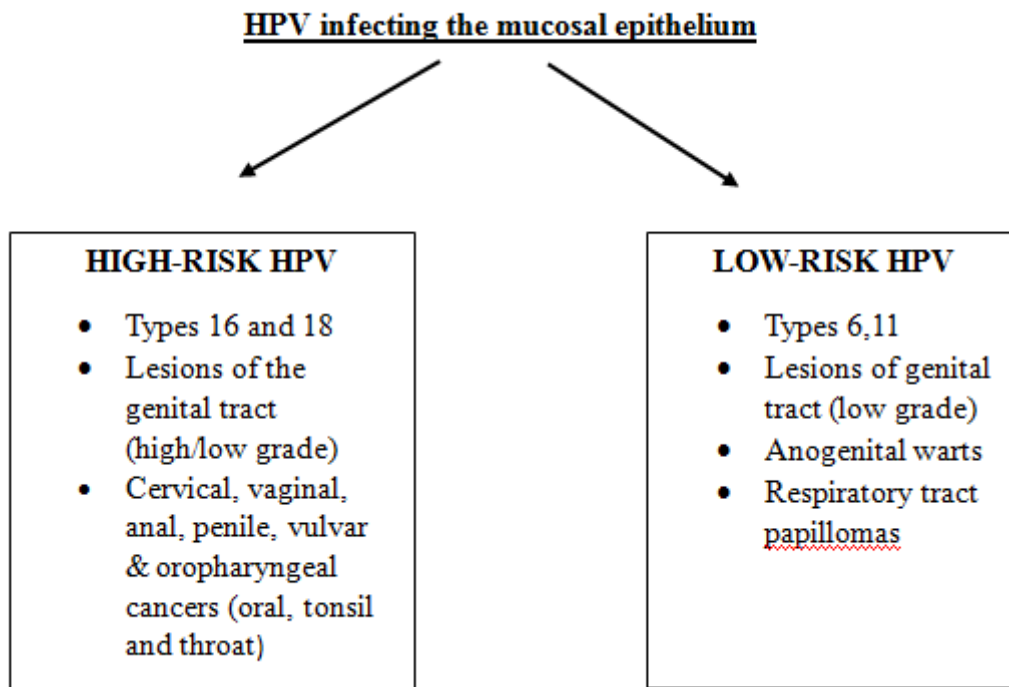 HPV infecting the mucosal epithelium
HIGH-RISK HPV
• Types 16 and 18
• Lesions of the
genital tract
(high/low grade)
• Cervical, vaginal,
anal, penile, vulvar
& oropharyngeal
cancers (oral, tonsil
and throat)
LOW-RISK HPV
• Types 6,11
• Lesions of genital
tract (low grade)
• Anogenital warts
• Respiratory tract
papillomas